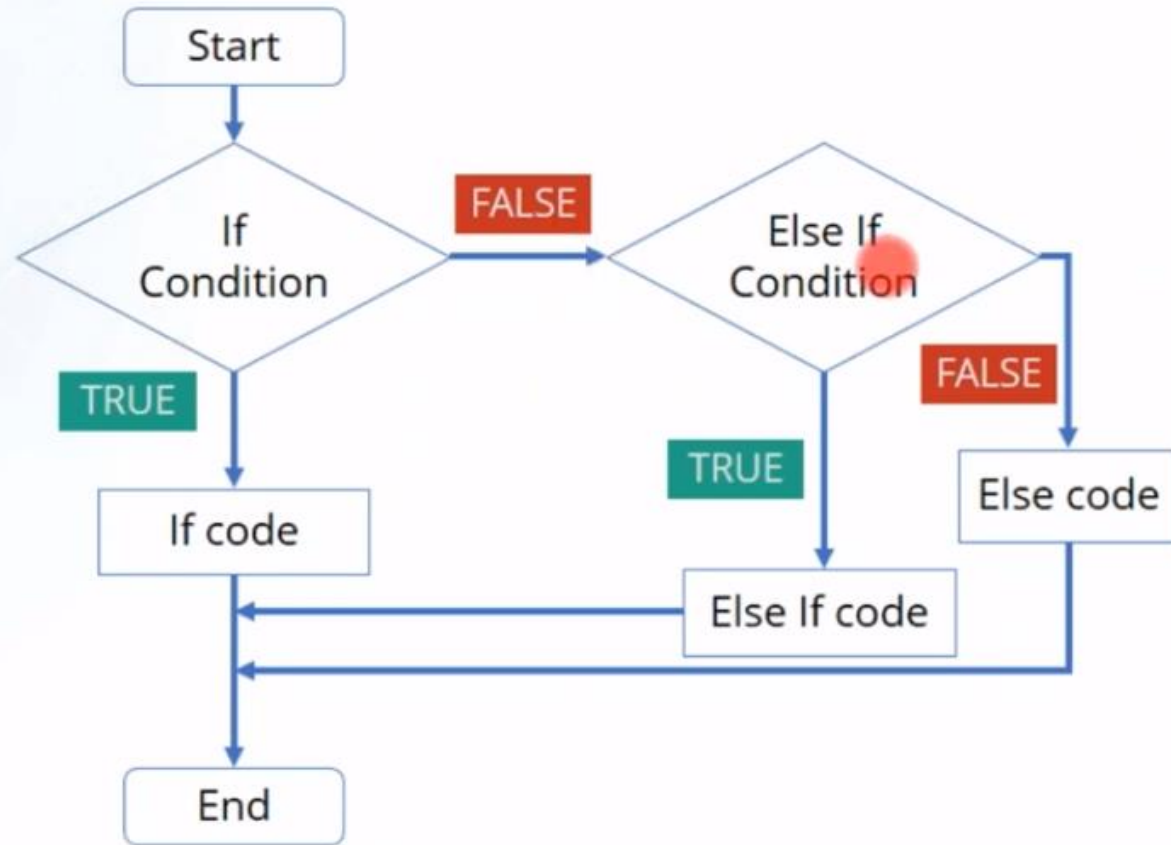 Start
If
Condition
FALSE
Else If
Condition
TRUE
FALSE
TRUE
If code
Else code
Else If code
End